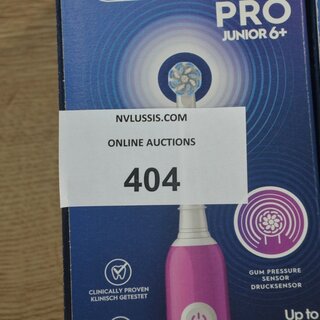 PRO
JUNIOR 6+
NVLUSSIS.COM
ONLINE AUCTIONS
404
GUM PRESSURE
SENSOR
DRUCKSENSOR
CLINICALLY PROVEN
KLINISCH GETESTET
Up to